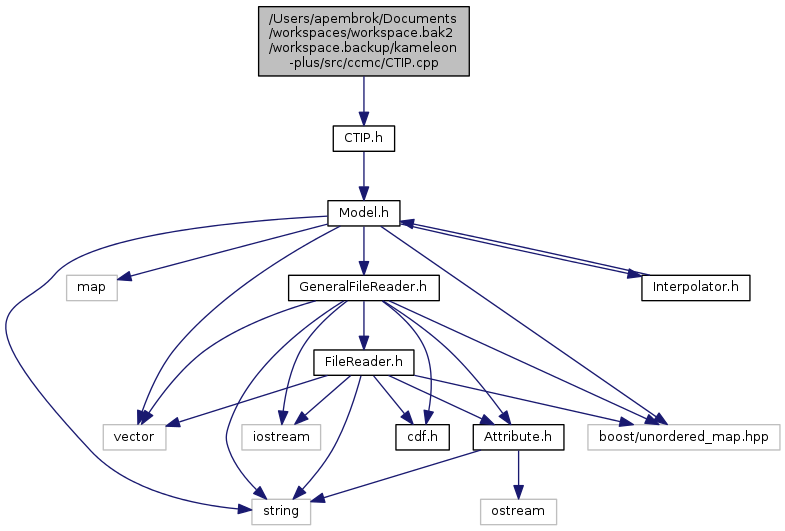 /Users/apembrok/Documents
/workspaces/workspace.bak2
/workspace.backup/kameleon
-plus/src/ccmc/CTIP.cpp
CTIP.h
Model.h
map
GeneralFileReader.h
Interpolator.h
FileReader.h
vector
iostream
cdf.h
Attribute.h
boost/unordered_map.hpp
string
ostream